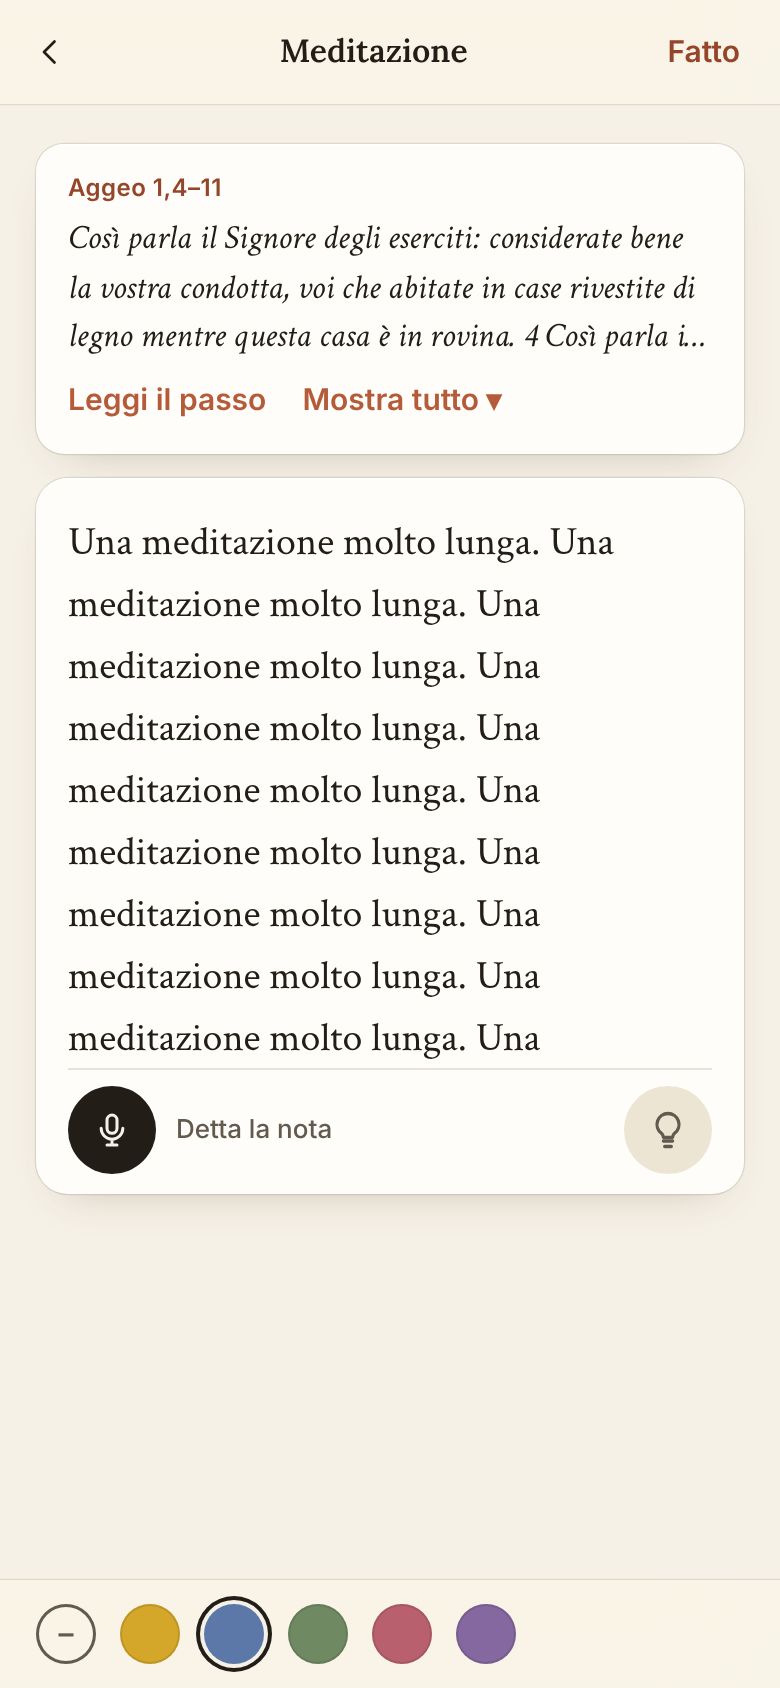 Meditazione
Fatto
Aggeo 1,4–11
Così parla il Signore degli eserciti: considerate bene
la vostra condotta, voi che abitate in case rivestite di
legno mentre questa casa è in rovina. 4 Così parla i…
Leggi il passo
Mostra tutto ▼
Una meditazione molto lunga. Una
meditazione molto lunga. Una
meditazione molto lunga. Una
meditazione molto lunga. Una
meditazione molto lunga. Una
meditazione molto lunga. Una
meditazione molto lunga. Una
meditazione molto lunga. Una
meditazione molto lunga. Una
Detta la nota